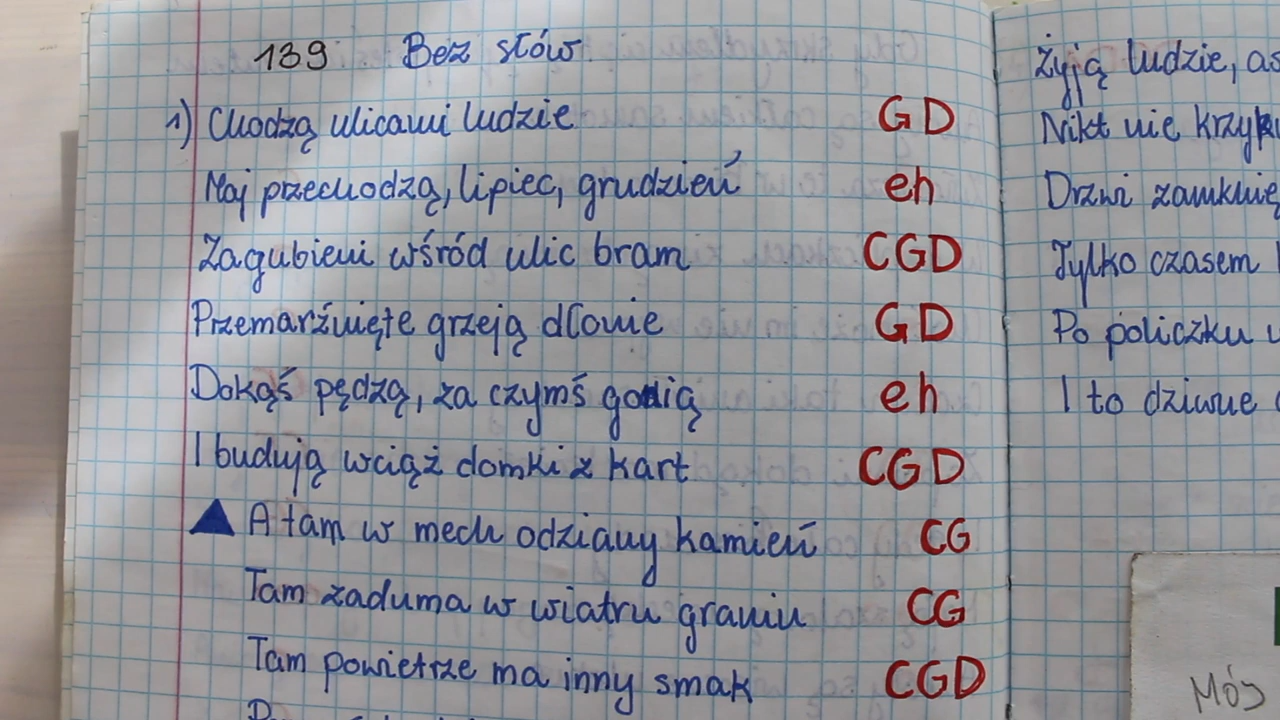 139 Bez słów
1) Chodzą ulicami ludzie GD
Maj przechodzą, lipiec, grudzień eh
Zagubieni wśród ulic bram CGD
Przemarźnięte grzeją dłonie GD
Dokąś pędzą, za czymś gonią eh
I budują wciąż domki z kart CGD
▲ A tam w mech odziany kamień CG
Tam zaduma w wiatru graniu CG
Tam powietrze ma inny smak CGD
Żyją ludzie,
Nikt nie
Drzwi
Tylko czasem
Po policzku
I to dziwne
Mój